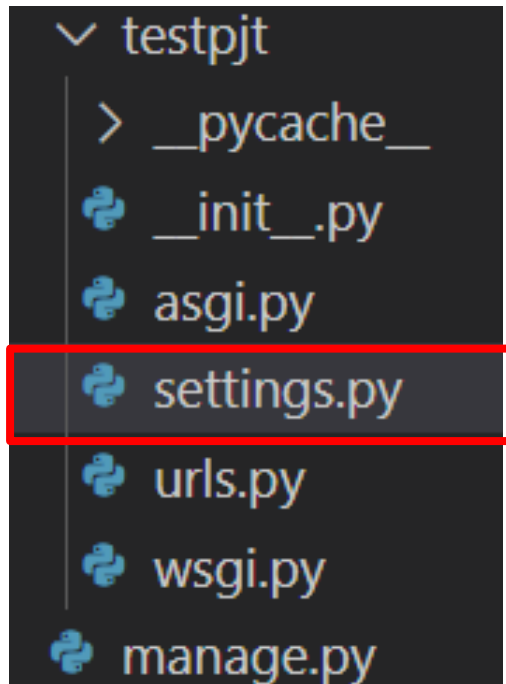 testpjt
__pycache__
__init__.py
asgi.py
settings.py
urls.py
wsgi.py
manage.py